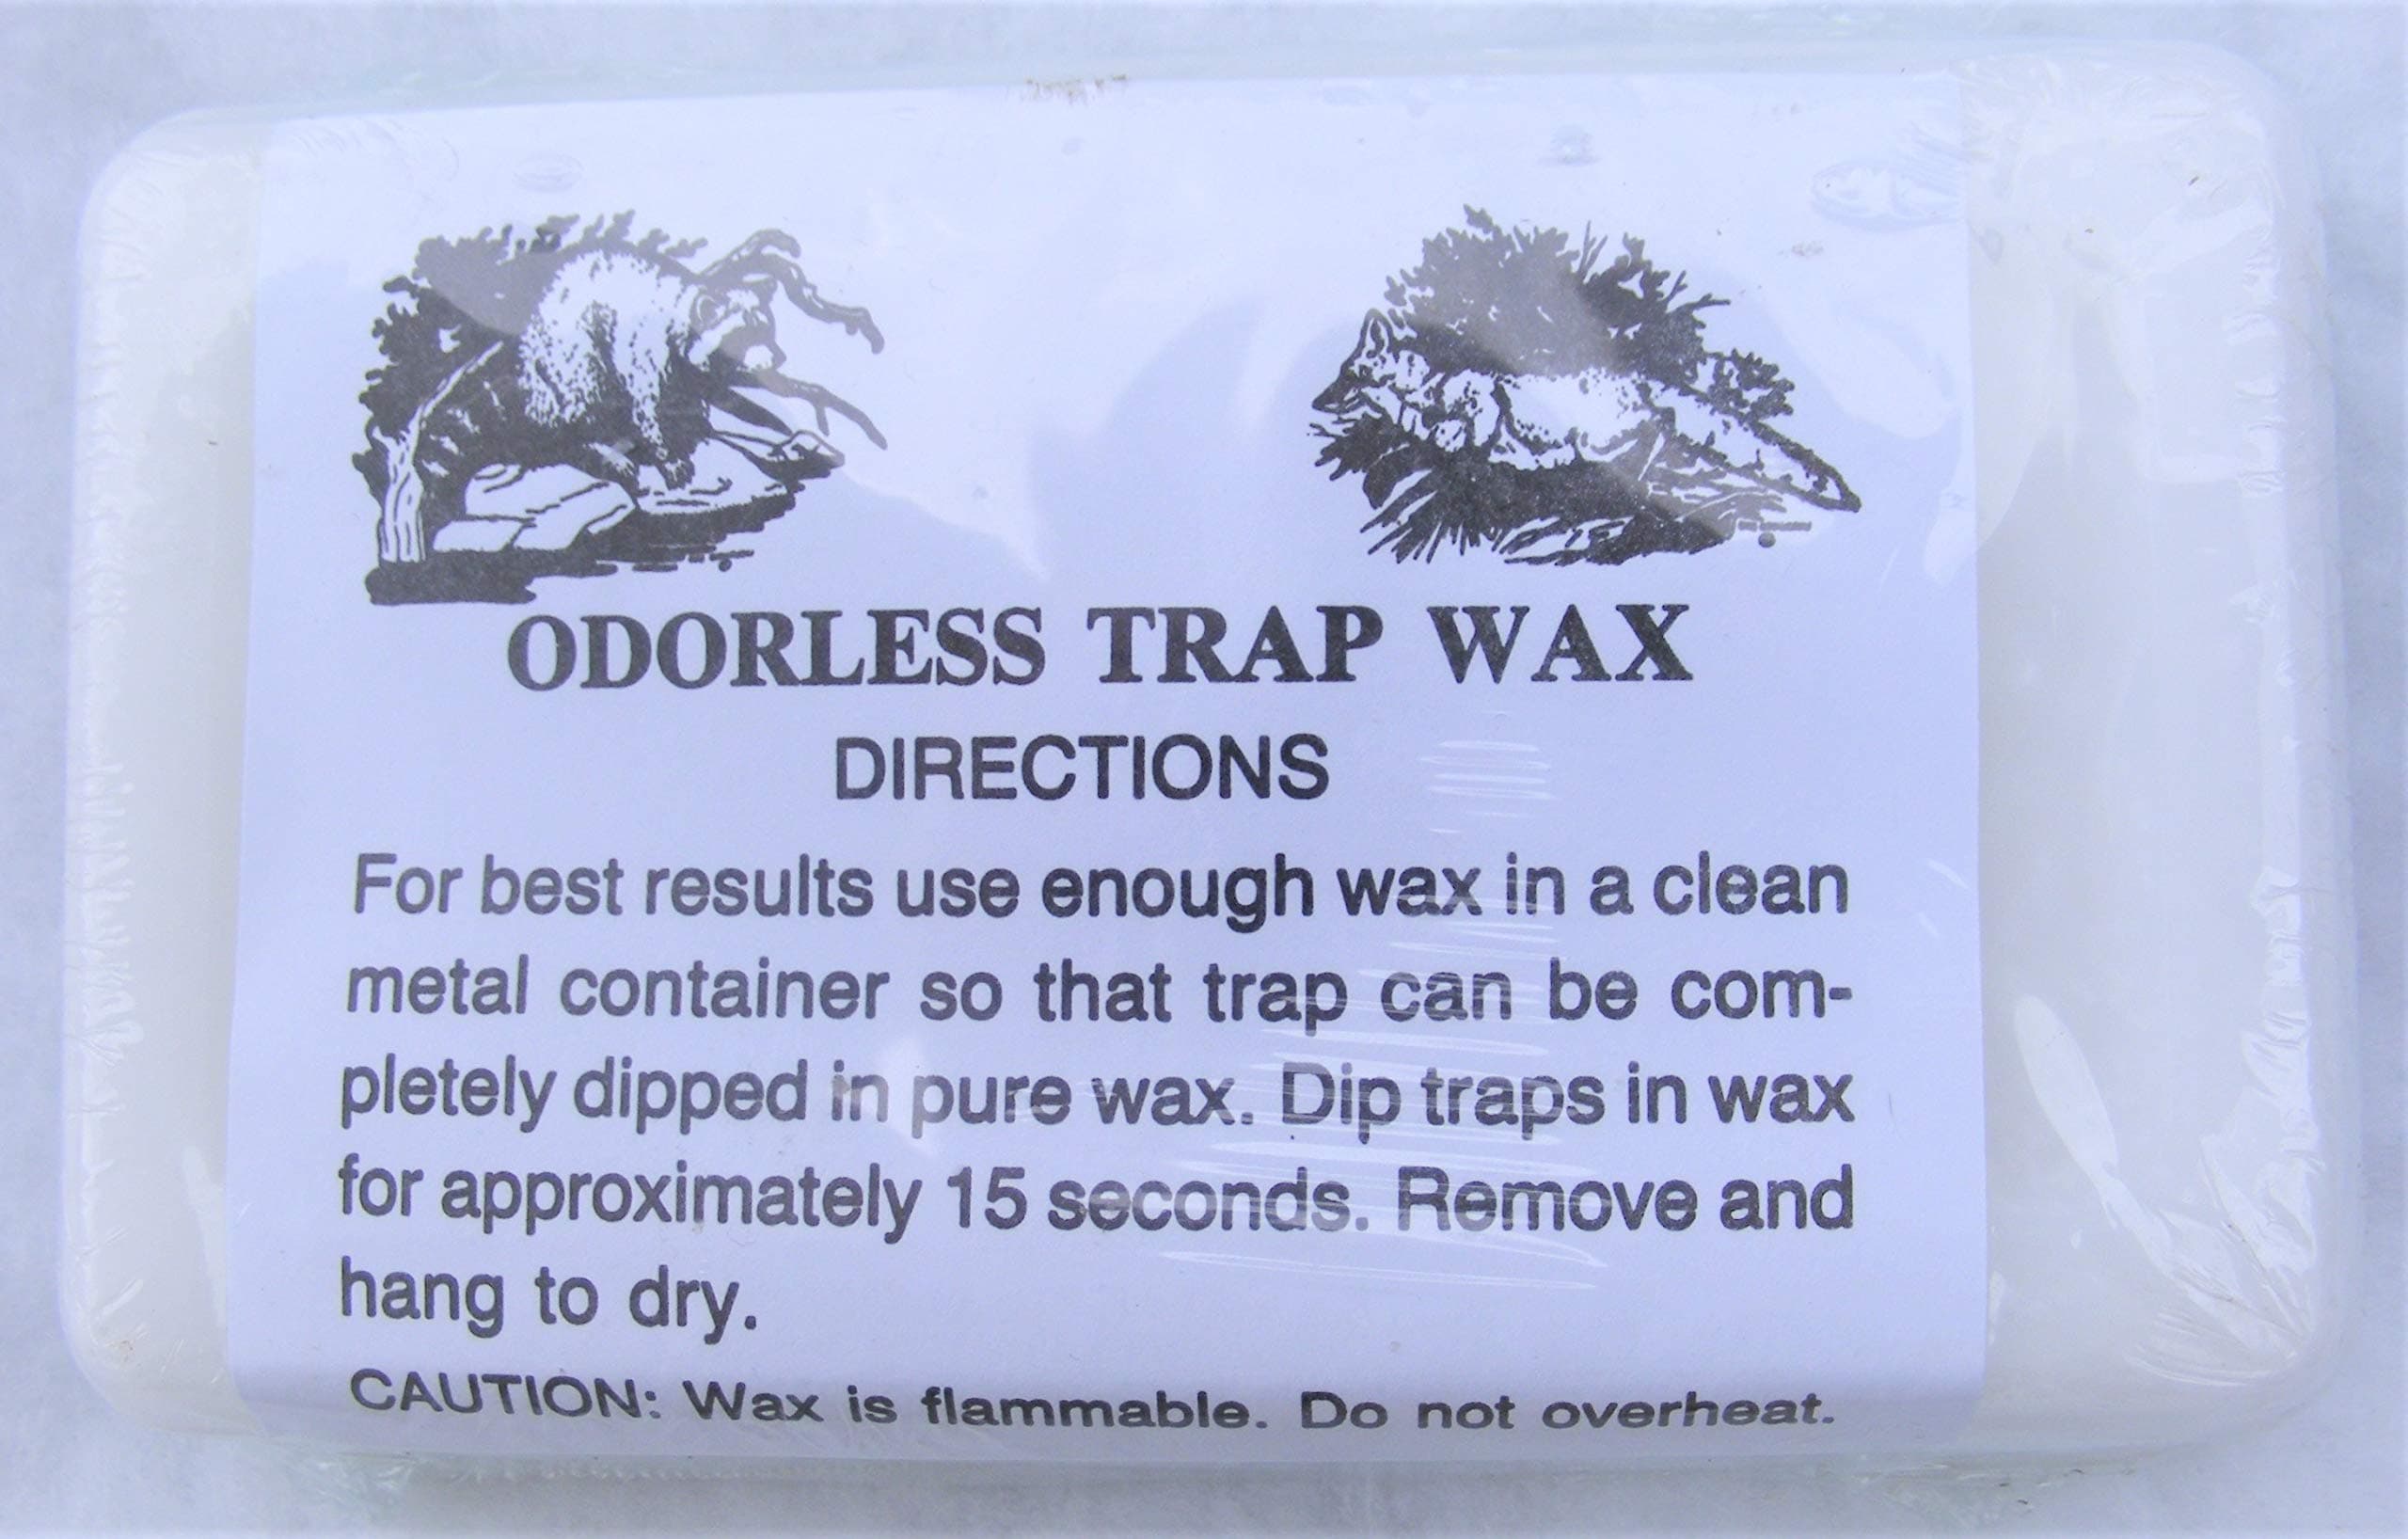 ODORLESS TRAP WAX
DIRECTIONS
For best results use enough wax in a clean
metal container so that trap can be com-
pletely dipped in pure wax. Dip traps in wax
for approximately 15 seconds. Remove and
hang to dry.
CAUTION: Wax is flammable. Do not overheat.